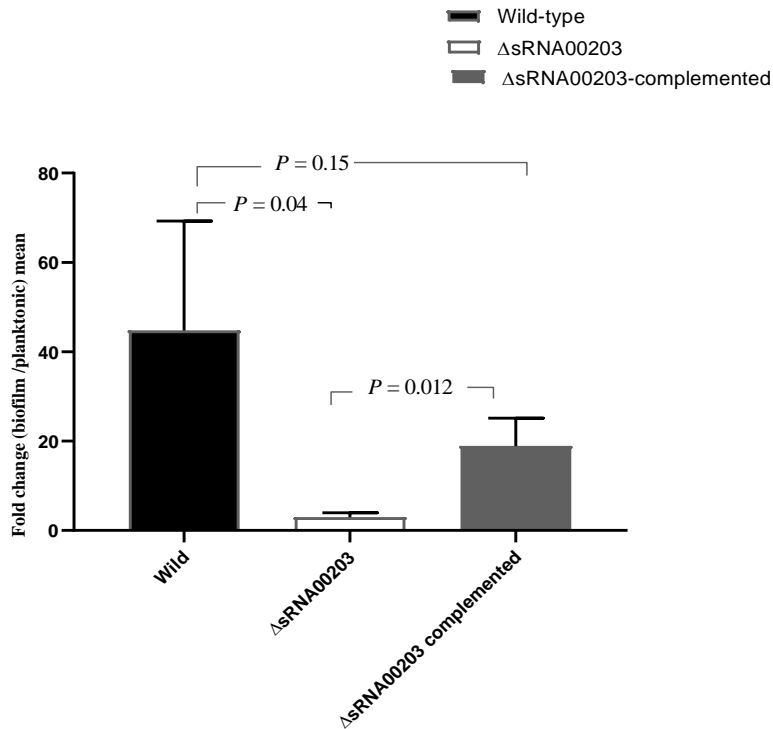 Wild-type
ΔsRNA00203
ΔsRNA00203-complemented
P = 0.15
P = 0.04
P = 0.012
80
60
40
20
0
Fold change (biofilm /planktonic) mean
Wild
ΔsRNA00203
ΔsRNA00203 complemented